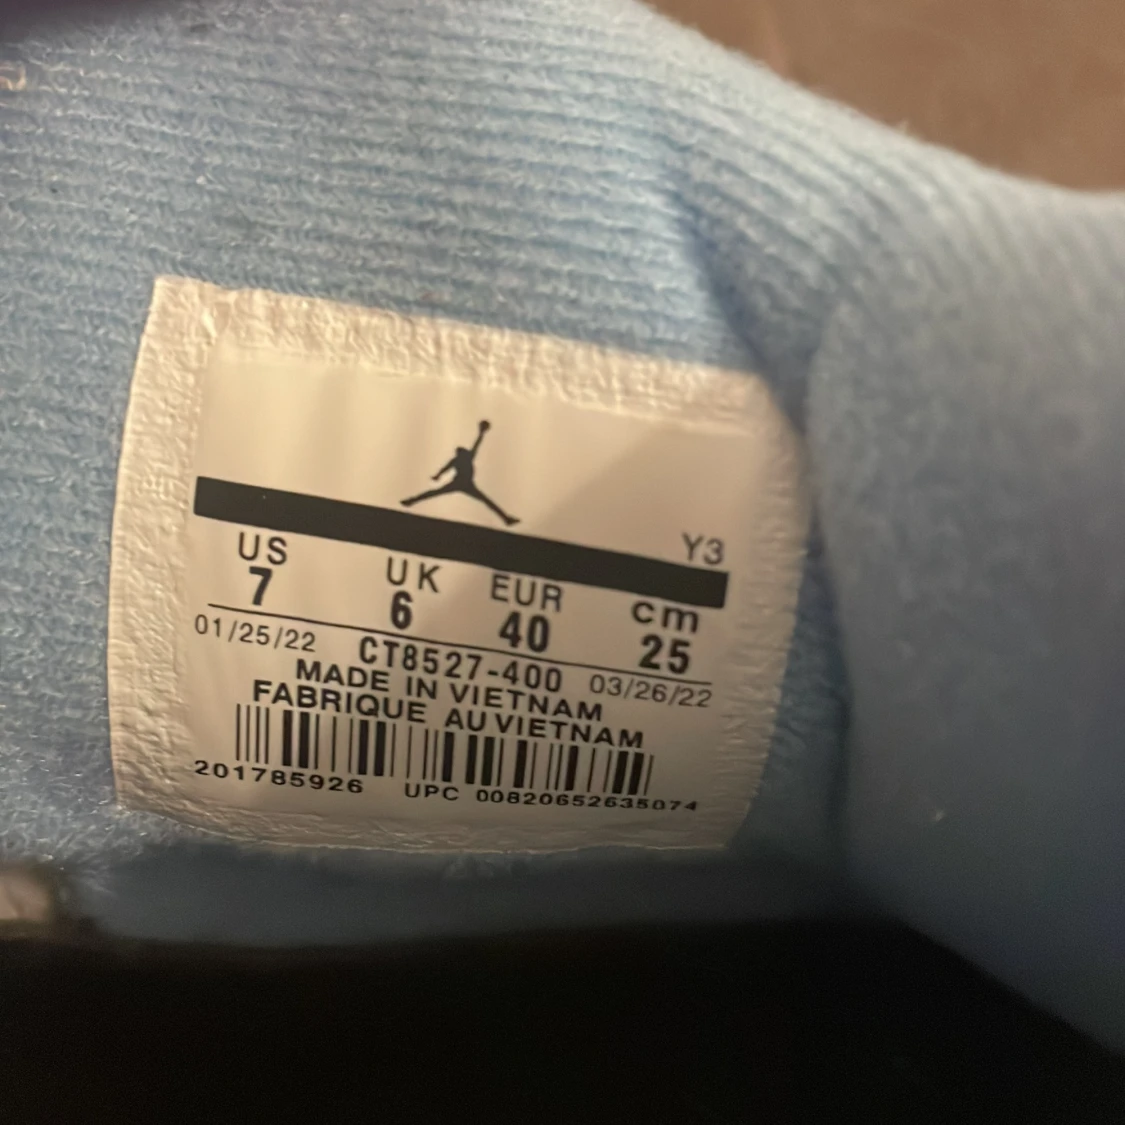 Y3
US UK EUR cm
7 6 40 25
01/25/22 CT8527-400 03/26/22
MADE IN VIETNAM
FABRIQUE AU VIETNAM
201785926 UPC 00820652635074